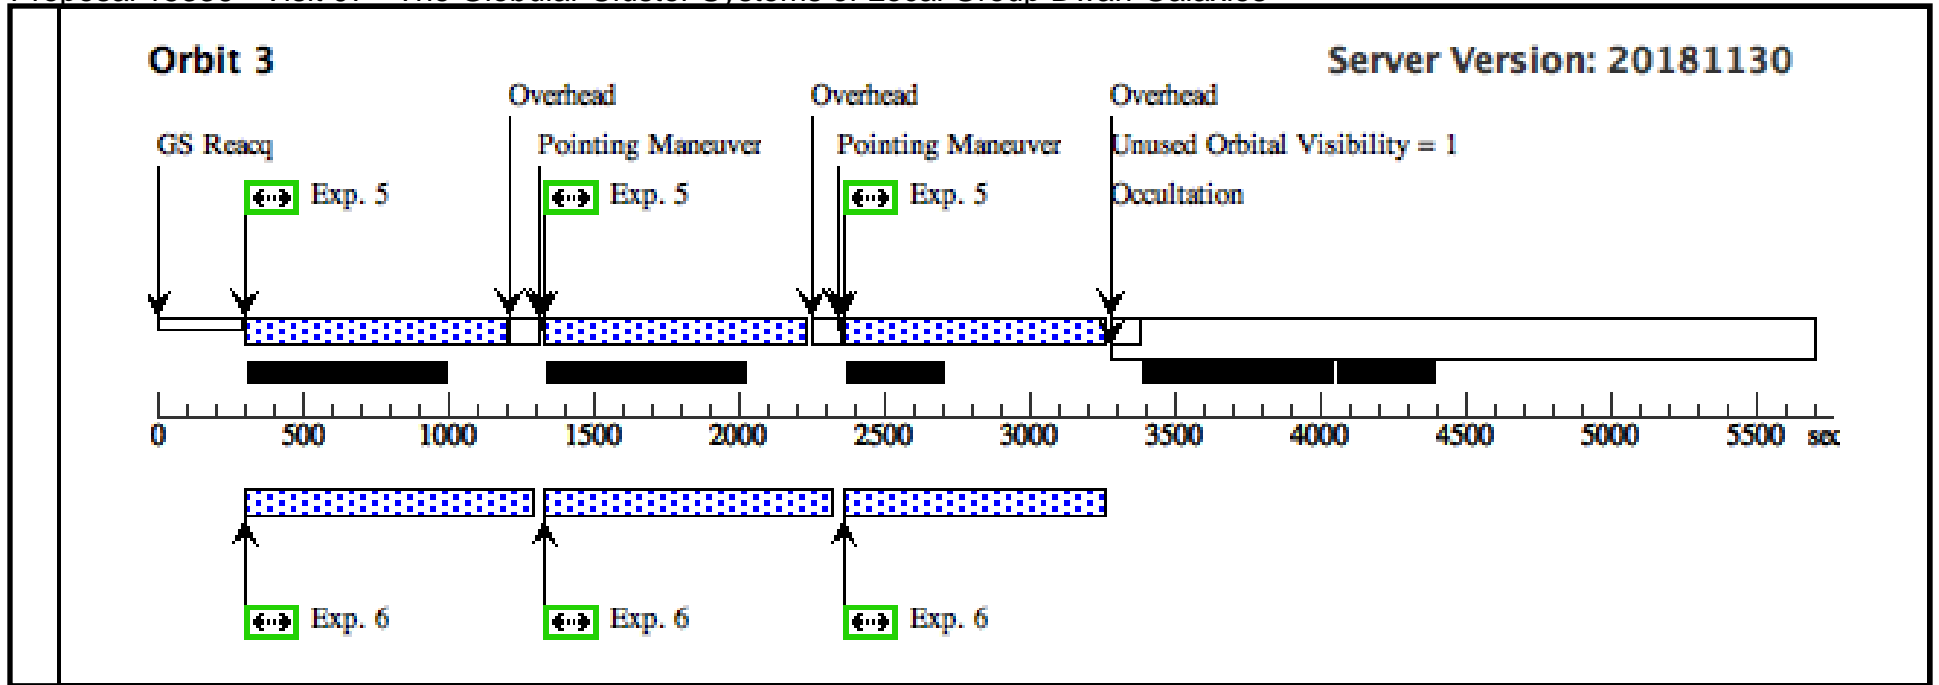 Orbit 3 Server Version: 20181130
Overhead Overhead Overhead
GS Reacq Pointing Maneuver Pointing Maneuver Unused Orbital Visibility = 1
Exp. 5 Exp. 5 Exp. 5 Occultation
0 500 1000 1500 2000 2500 3000 3500 4000 4500 5000 5500 sec
Exp. 6 Exp. 6 Exp. 6